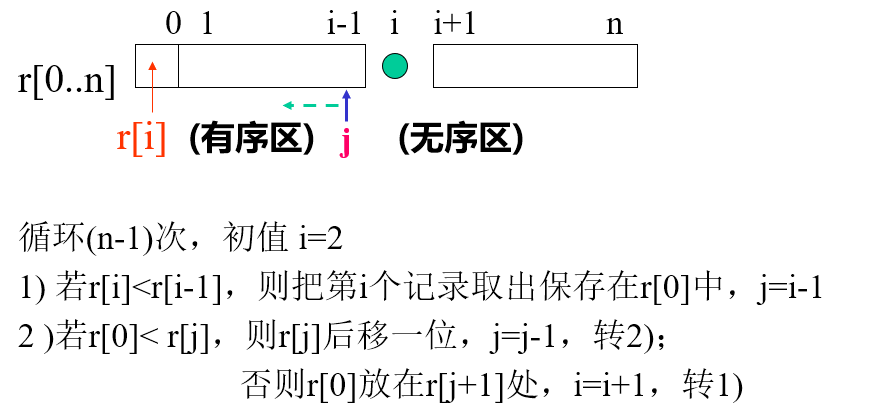 0 1 i-1 i i+1 n
r[0..n]
r[i] (有序区) j (无序区)
循环(n-1)次，初值 i=2
1) 若r[i]<r[i-1]，则把第i个记录取出保存在r[0]中，j=i-1
2 )若r[0]< r[j]，则r[j]后移一位，j=j-1，转2)；
否则r[0]放在r[j+1]处，i=i+1，转1)